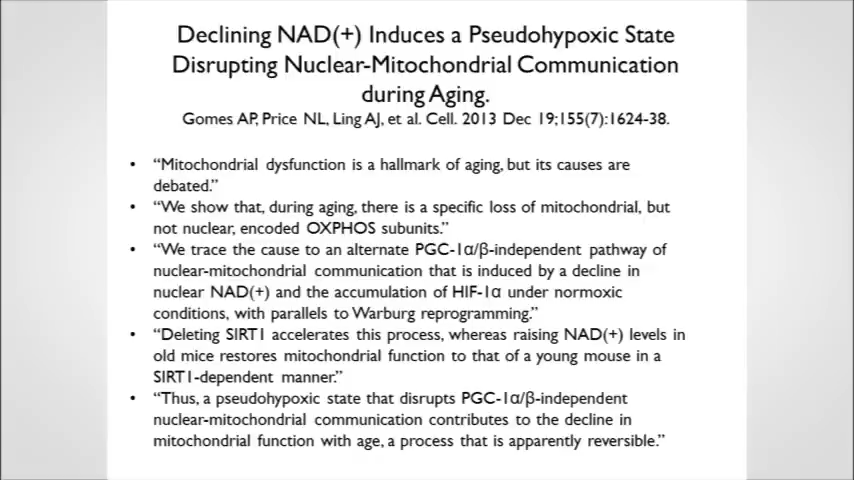 Declining NAD(+) Induces a Pseudohypoxic State
Disrupting Nuclear-Mitochondrial Communication
during Aging.
Gomes AP, Price NL, Ling AJ, et al. Cell. 2013 Dec 19;155(7):1624-38.
• “Mitochondrial dysfunction is a hallmark of aging, but its causes are
debated.”
• “We show that, during aging, there is a specific loss of mitochondrial, but
not nuclear, encoded OXPHOS subunits.”
• “We trace the cause to an alternate PGC-1α/β-independent pathway of
nuclear-mitochondrial communication that is induced by a decline in
nuclear NAD(+) and the accumulation of HIF-1α under normoxic
conditions, with parallels to Warburg reprogramming.”
• “Deleting SIRT1 accelerates this process, whereas raising NAD(+) levels in
old mice restores mitochondrial function to that of a young mouse in a
SIRT1-dependent manner.”
• “Thus, a pseudohypoxic state that disrupts PGC-1α/β-independent
nuclear-mitochondrial communication contributes to the decline in
mitochondrial function with age, a process that is apparently reversible.”